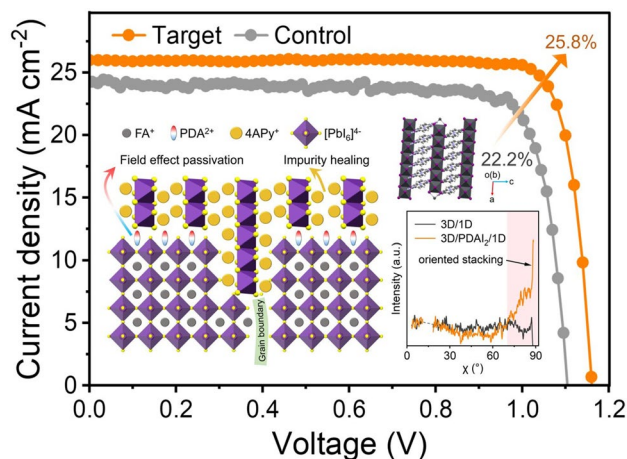 Target Control
25.8%
FA⁺ PDA²⁺ 4APy⁺ [PbI₆]⁴⁻
Field effect passivation
Impurity healing
22.2%
o(b)
c
a
3D/1D
3D/PDAI₂/1D
oriented stacking
Intensity (a.u.)
0 30 60 90
χ (°)
Grain boundary
Current density (mA cm⁻²)
30
25
20
15
10
5
0
0.0 0.2 0.4 0.6 0.8 1.0 1.2
Voltage (V)